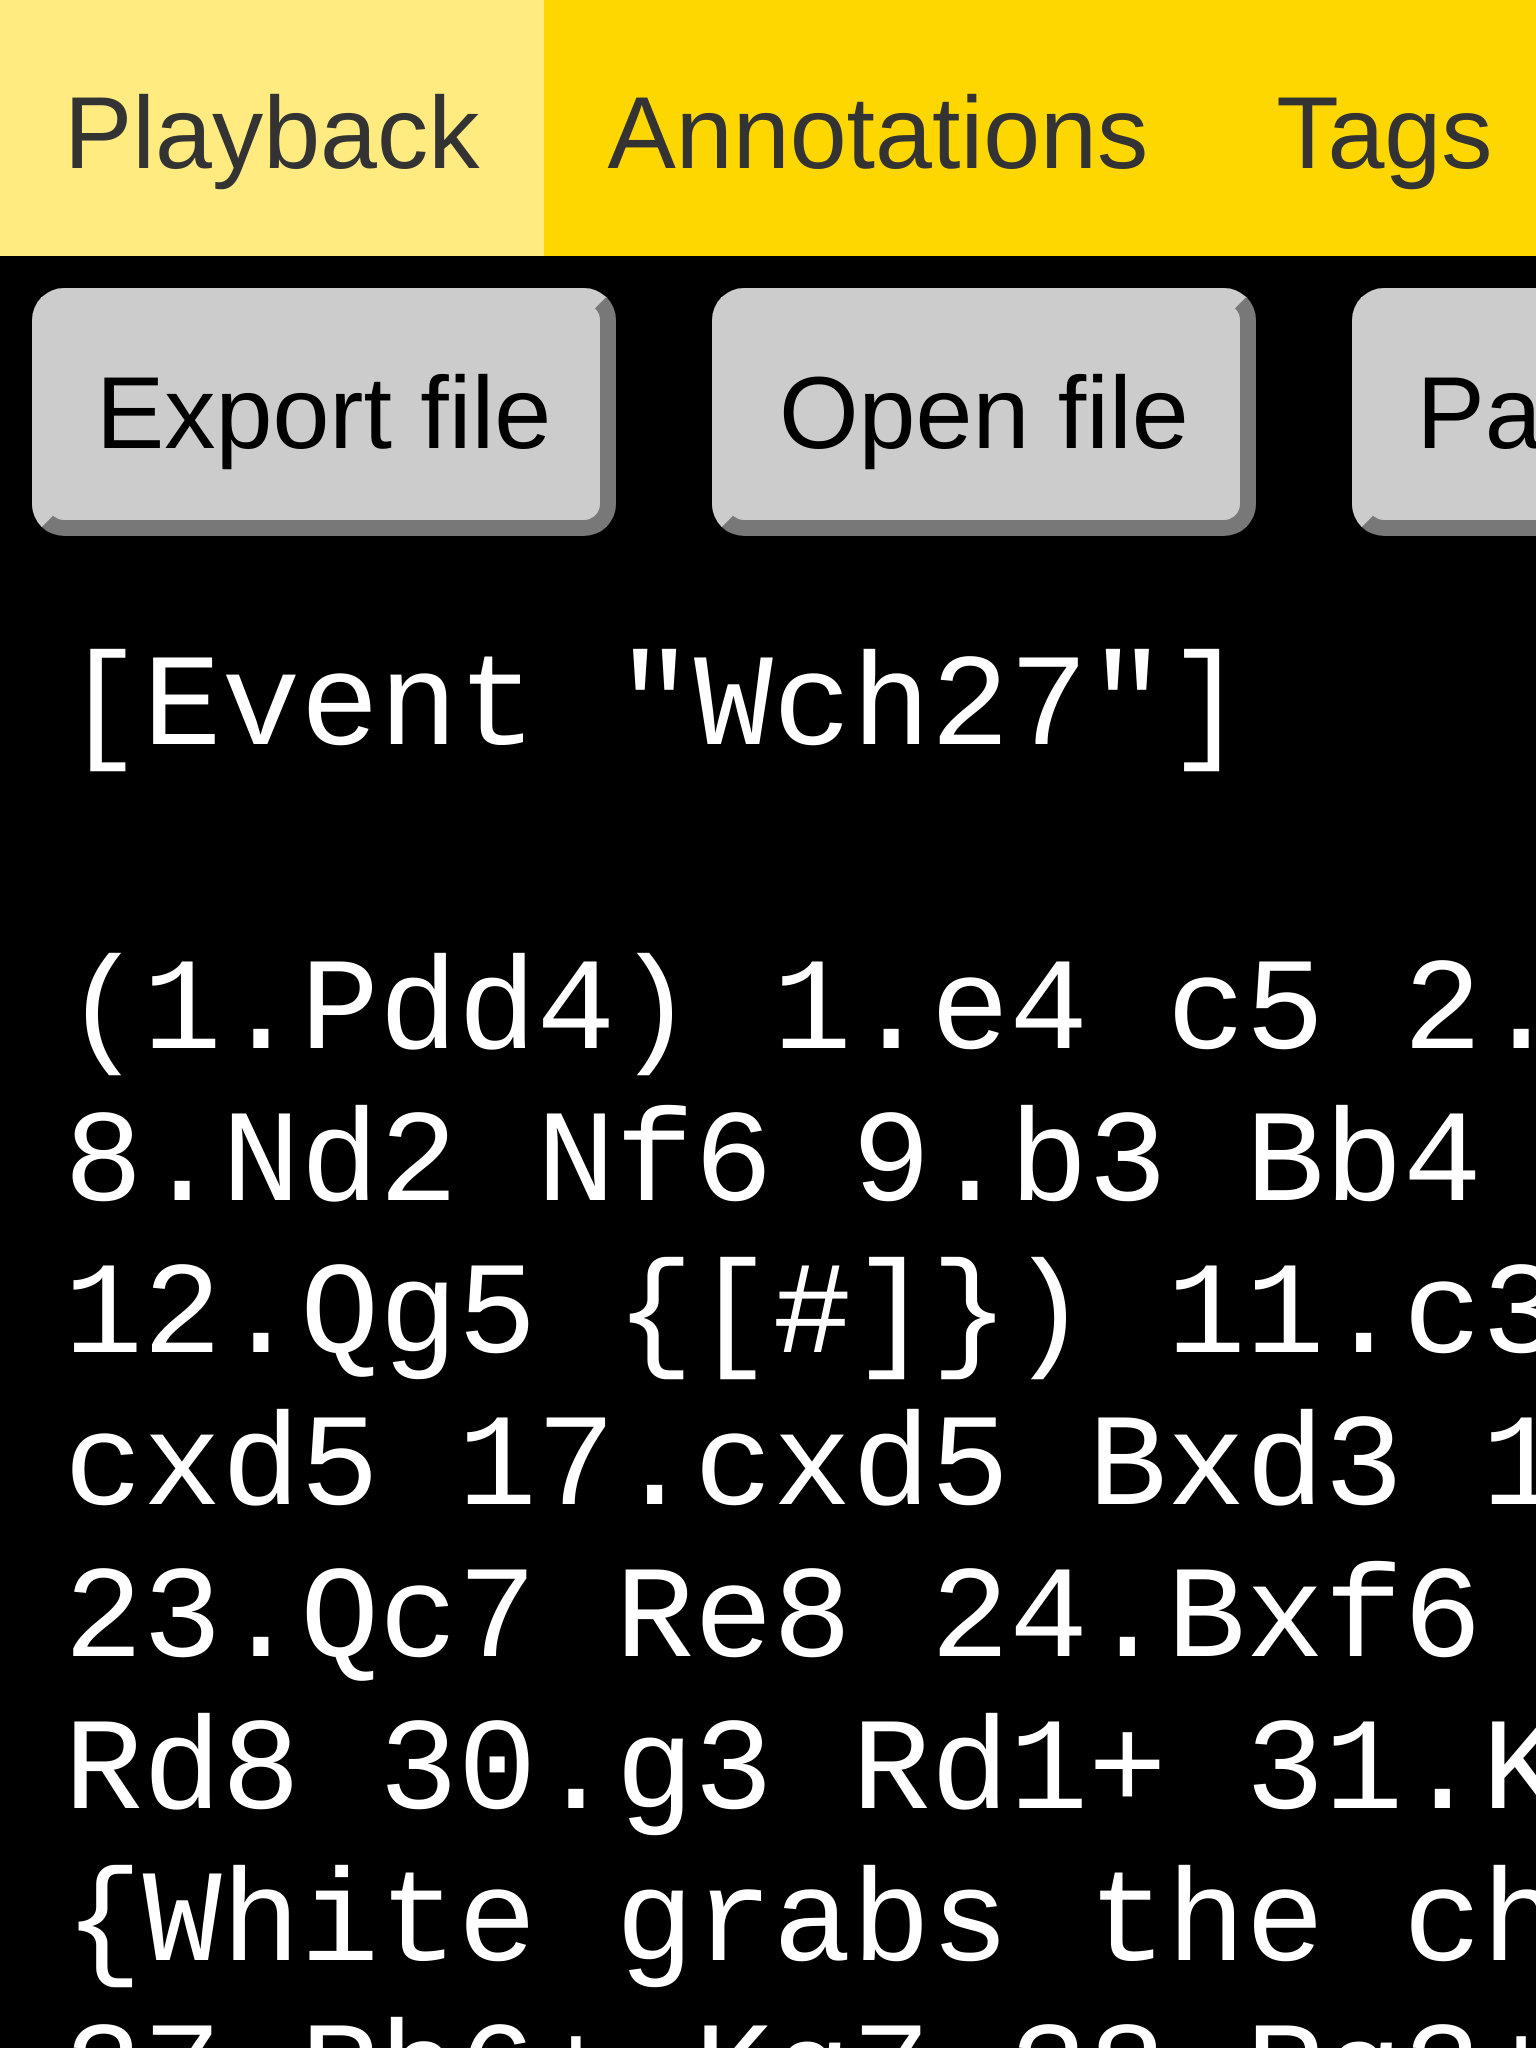 Playback Annotations Tags
Export file Open file Pa
[Event "Wch27"]
(1.Pdd4) 1.e4 c5 2.
8.Nd2 Nf6 9.b3 Bb4
12.Qg5 {[#]}) 11.c3
cxd5 17.cxd5 Bxd3 1
23.Qc7 Re8 24.Bxf6
Rd8 30.g3 Rd1+ 31.K
{White grabs the ch